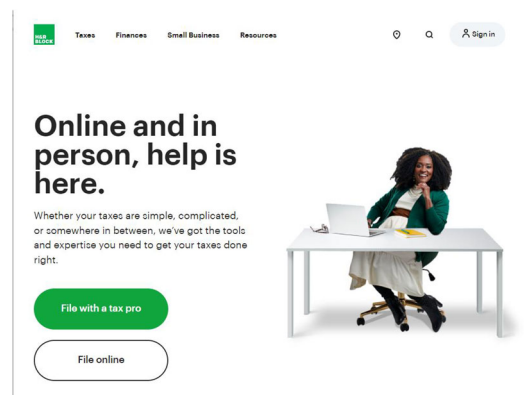 H&R
BLOCK
Taxes
Finances
Small Business
Resources
Sign in
Online and in
person, help is
here.
Whether your taxes are simple, complicated,
or somewhere in between, we've got the tools
and expertise you need to get your taxes done
right.
File with a tax pro
File online